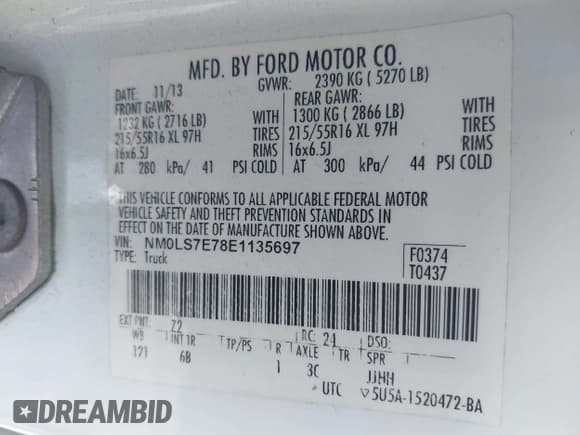 MFD. BY FORD MOTOR CO.
DATE: 11/13 GVWR: 2390 KG ( 5270 LB)
FRONT GAWR: REAR GAWR:
1232 KG ( 2716 LB) WITH 1300 KG ( 2866 LB) WITH
215/55R16 XL 97H TIRES 215/55R16 XL 97H TIRES
16x6.5J RIMS 16x6.5J RIMS
AT 280 kPa/ 41 PSI COLD AT 300 kPa/ 44 PSI COLD
THIS VEHICLE CONFORMS TO ALL APPLICABLE FEDERAL MOTOR
VEHICLE SAFETY AND THEFT PREVENTION STANDARDS IN
EFFECT ON THE DATE OF MANUFACTURE SHOWN ABOVE.
VIN: NM0LS7E78E1135697 F0374
TYPE: Truck T0437
EXT PNT: Z2 RC: 24 DSO:
WB INT TR TP/PS R AXLE TR SPR
121 6B 1 3C JJHH
UTC 5U5A-1520472-BA
DREAMBID